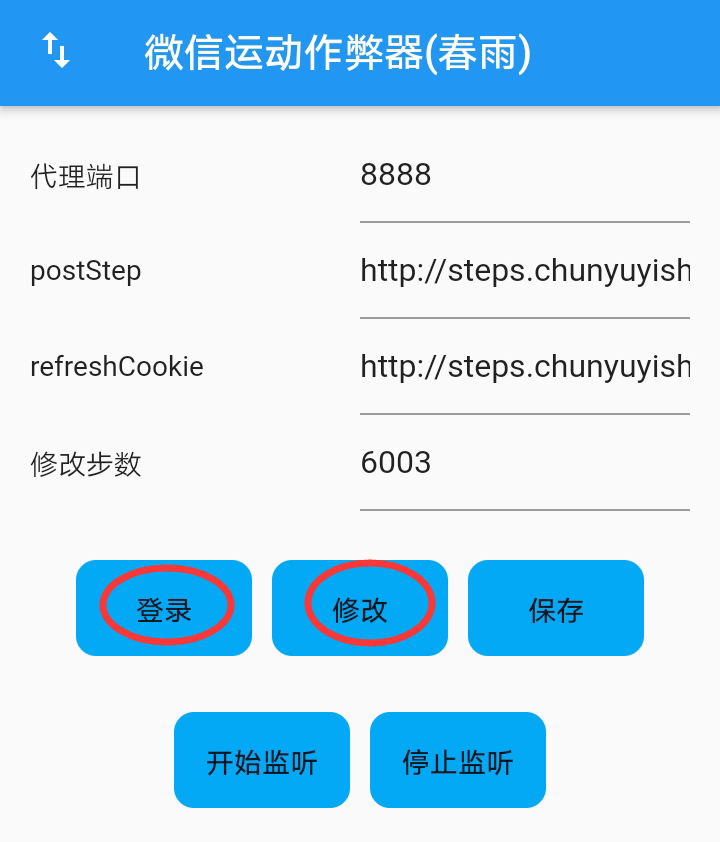 微信运动作弊器(春雨)
代理端口 8888
postStep http://steps.chunyuyish
refreshCookie http://steps.chunyuyish
修改步数 6003
登录 修改 保存
开始监听 停止监听